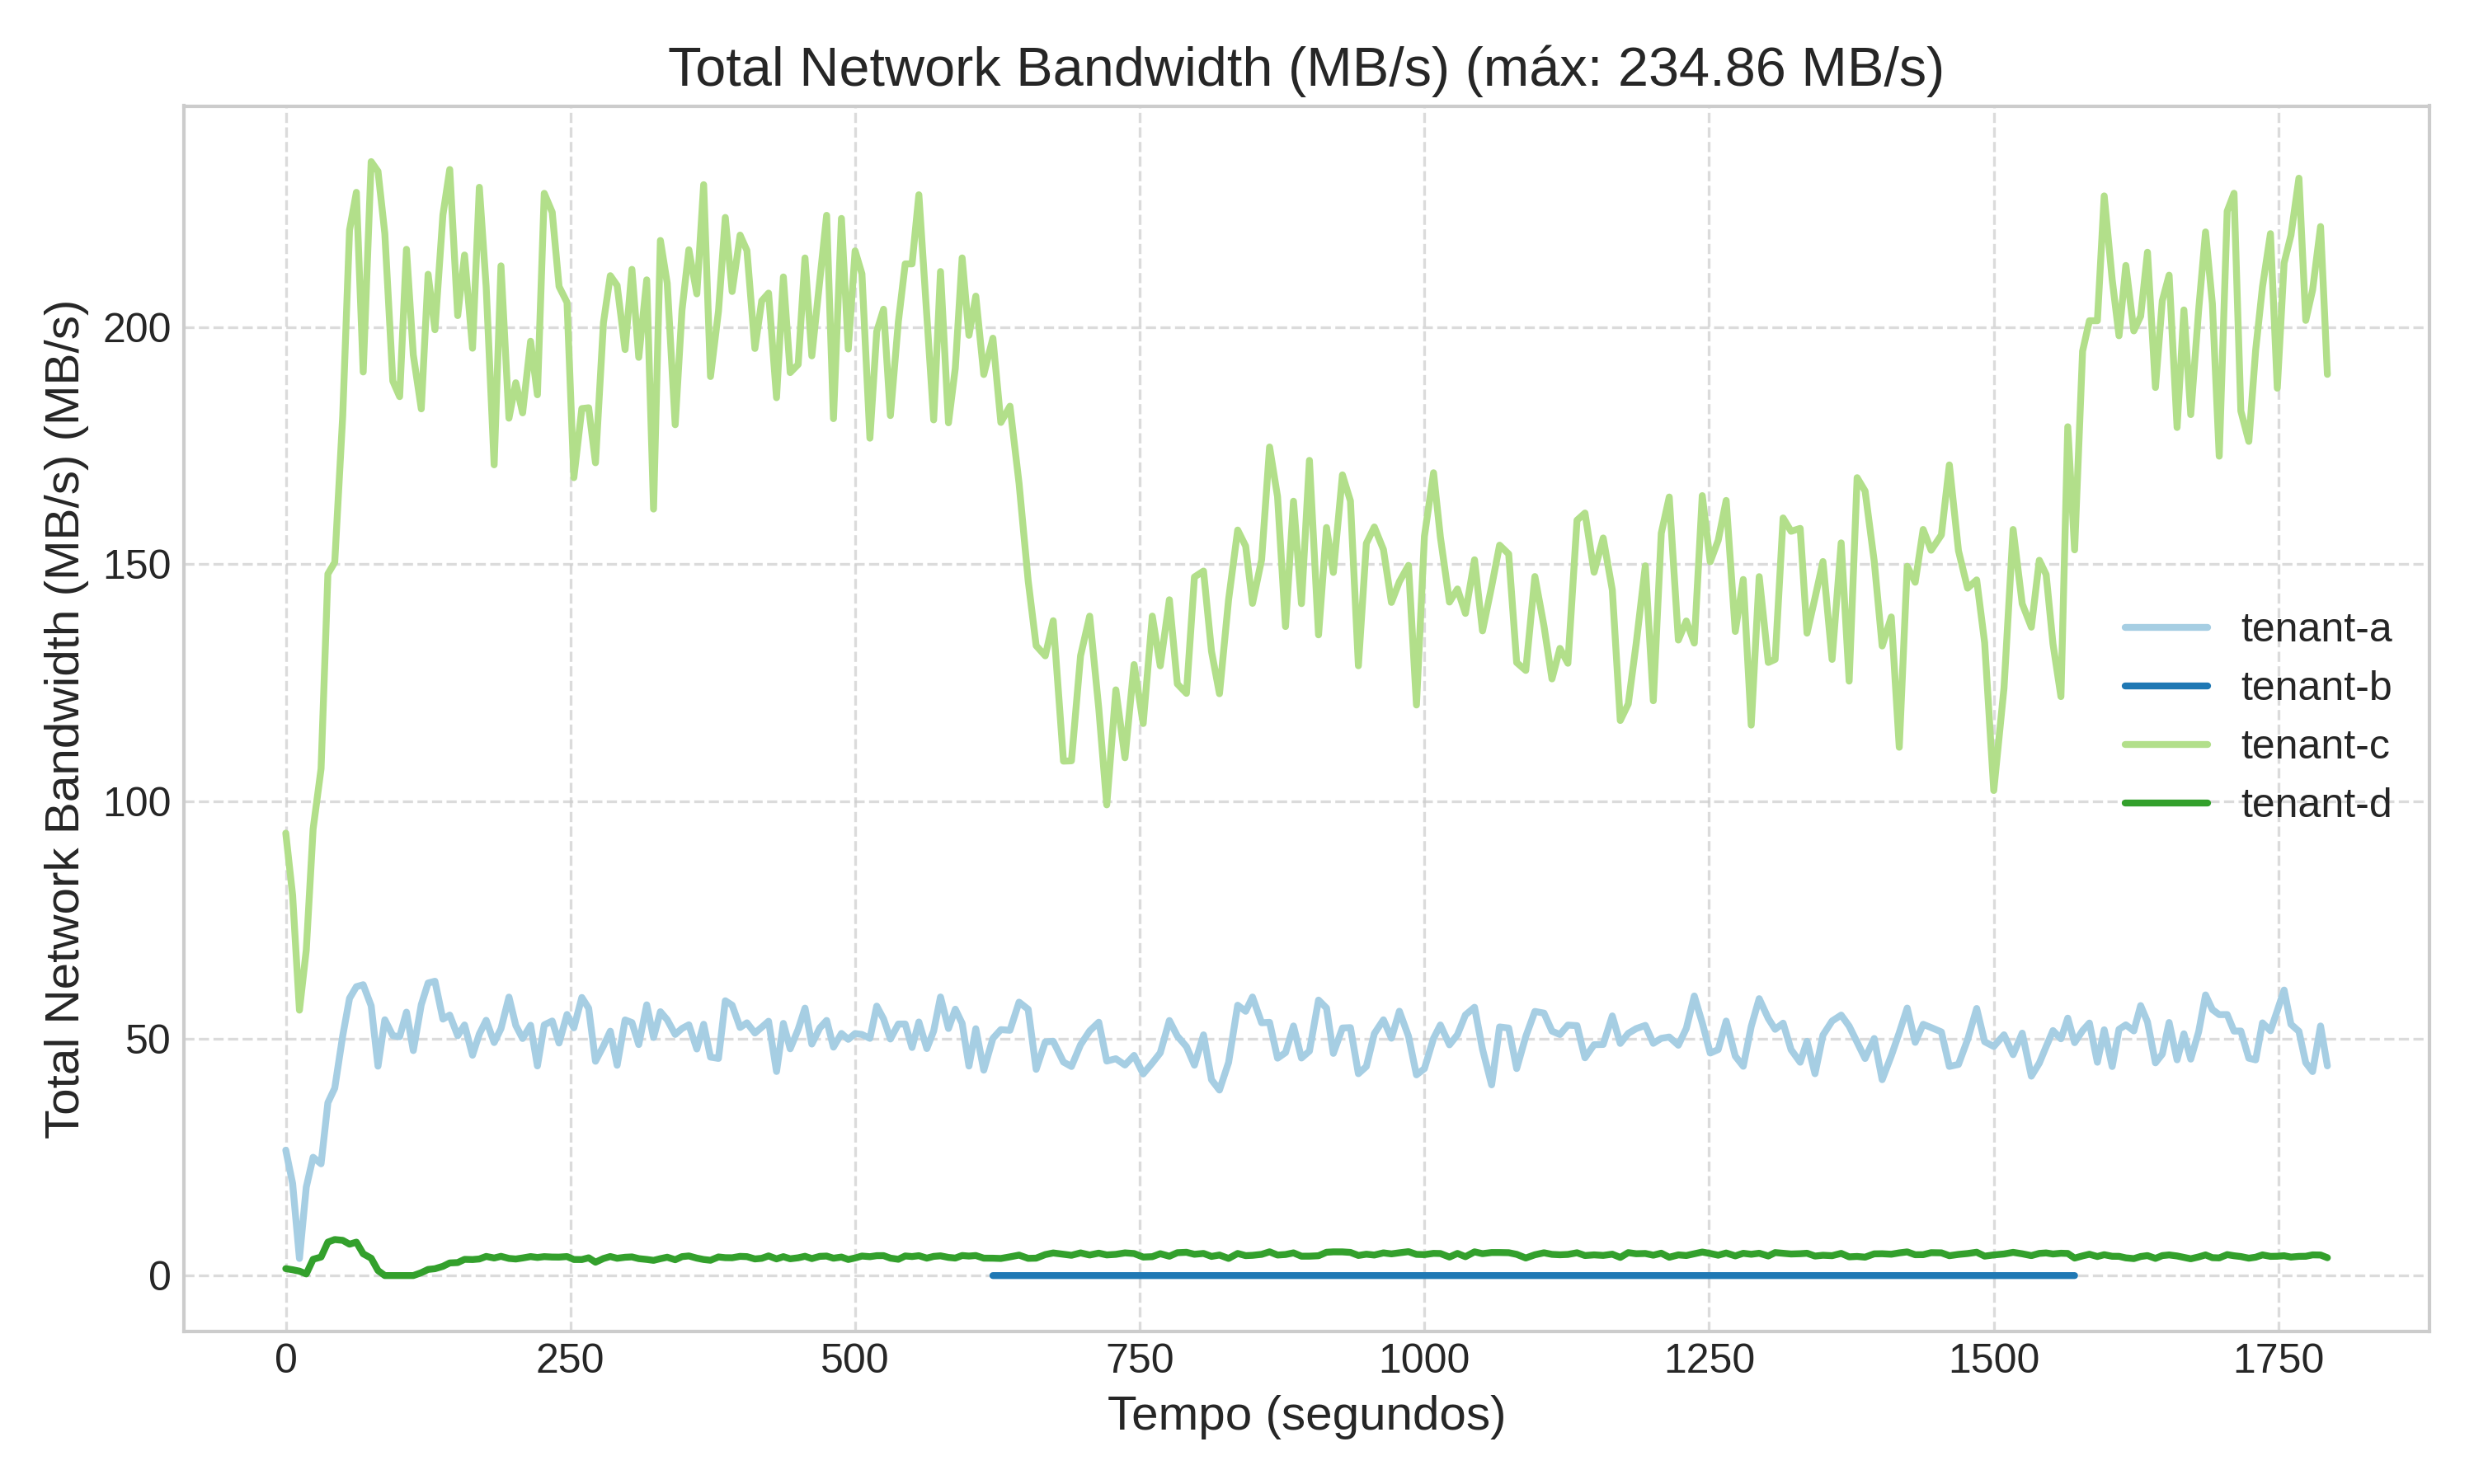 Total Network Bandwidth (MB/s) (máx: 234.86 MB/s)
Total Network Bandwidth (MB/s) (MB/s)
200
150
100
50
0
tenant-a
tenant-b
tenant-c
tenant-d
0 250 500 750 1000 1250 1500 1750
Tempo (segundos)